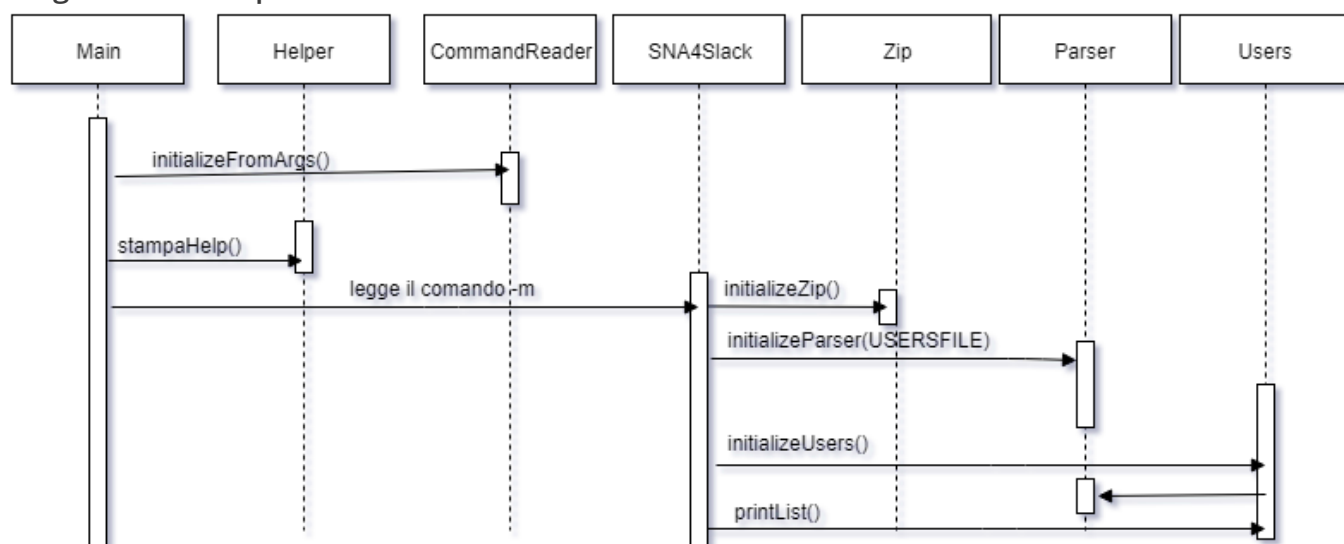 Main
Helper
CommandReader
SNA4Slack
Zip
Parser
Users
initializeFromArgs()
stampaHelp()
legge il comando -m
initializeZip()
initializeParser(USERSFILE)
initializeUsers()
printList()